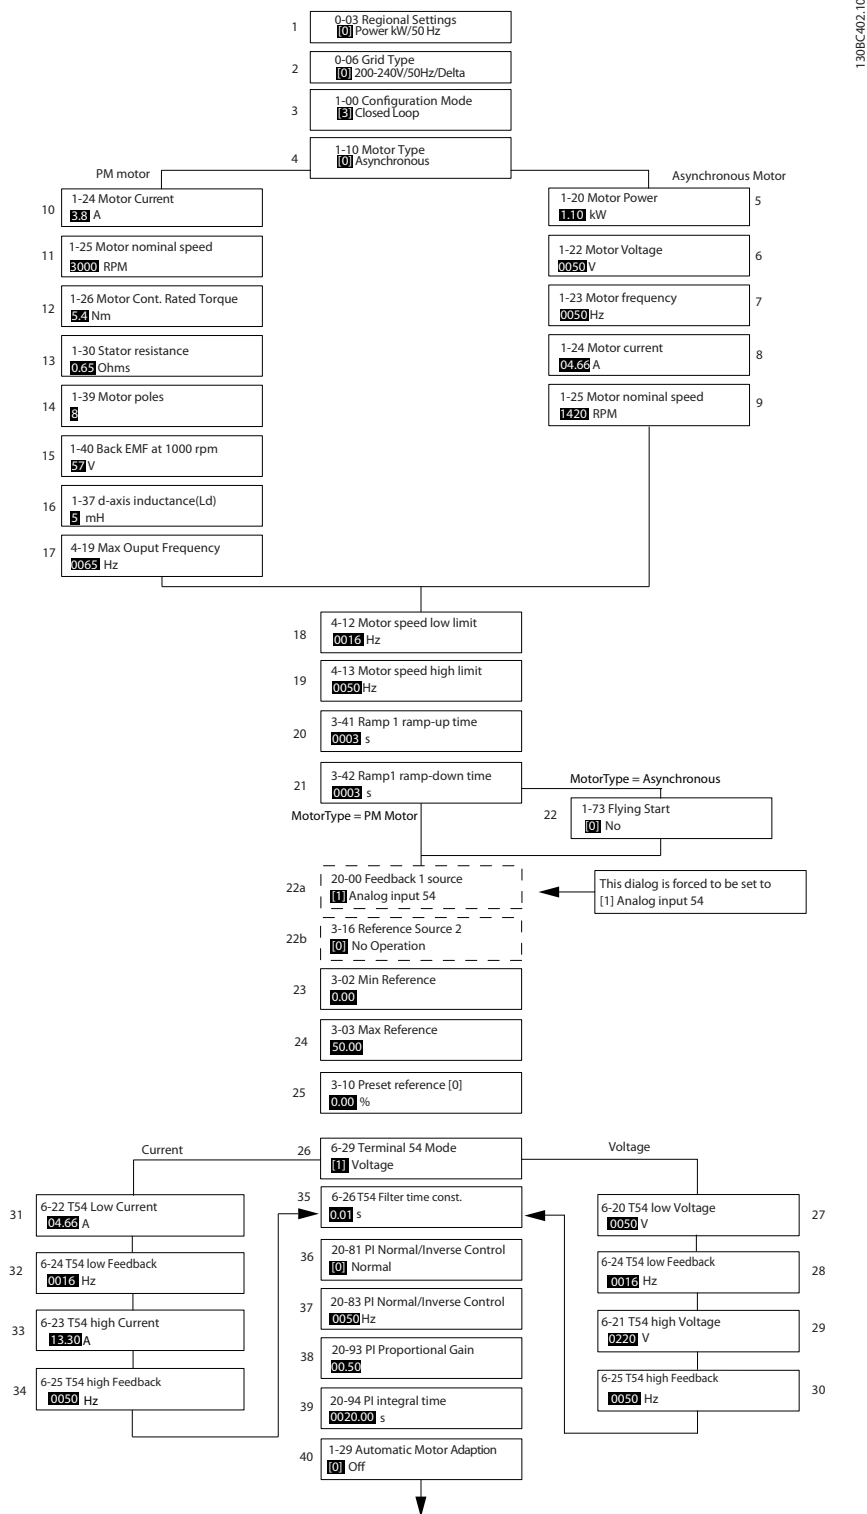 130BC402.10
1
0-03 Regional Settings
[0] Power kW/50 Hz
2
0-06 Grid Type
[0] 200-240V/50Hz/Delta
3
1-00 Configuration Mode
[3] Closed Loop
4
1-10 Motor Type
[0] Asynchronous
PM motor
Asynchronous Motor
10
1-24 Motor Current
3.8 A
11
1-25 Motor nominal speed
3000 RPM
12
1-26 Motor Cont. Rated Torque
5.4 Nm
13
1-30 Stator resistance
0.65 Ohms
14
1-39 Motor poles
8
15
1-40 Back EMF at 1000 rpm
57 V
16
1-37 d-axis inductance(Ld)
5 mH
17
4-19 Max Ouput Frequency
0065 Hz
1-20 Motor Power
1.10 kW
5
1-22 Motor Voltage
0050 V
6
1-23 Motor frequency
0050 Hz
7
1-24 Motor current
04.66 A
8
1-25 Motor nominal speed
1420 RPM
9
18
4-12 Motor speed low limit
0016 Hz
19
4-13 Motor speed high limit
0050 Hz
20
3-41 Ramp 1 ramp-up time
0003 s
21
3-42 Ramp1 ramp-down time
0003 s
MotorType = Asynchronous
MotorType = PM Motor
22
1-73 Flying Start
[0] No
22a
20-00 Feedback 1 source
[1] Analog input 54
This dialog is forced to be set to
[1] Analog input 54
22b
3-16 Reference Source 2
[0] No Operation
23
3-02 Min Reference
0.00
24
3-03 Max Reference
50.00
25
3-10 Preset reference [0]
0.00 %
Current
26
6-29 Terminal 54 Mode
[1] Voltage
Voltage
31
6-22 T54 Low Current
04.66 A
32
6-24 T54 low Feedback
0016 Hz
33
6-23 T54 high Current
13.30 A
34
6-25 T54 high Feedback
0050 Hz
35
6-26 T54 Filter time const.
0.01 s
36
20-81 PI Normal/Inverse Control
[0] Normal
37
20-83 PI Normal/Inverse Control
0050 Hz
38
20-93 PI Proportional Gain
00.50
39
20-94 PI integral time
0020.00 s
40
1-29 Automatic Motor Adaption
[0] Off
6-20 T54 low Voltage
0050 V
27
6-24 T54 low Feedback
0016 Hz
28
6-21 T54 high Voltage
0220 V
29
6-25 T54 high Feedback
0050 Hz
30